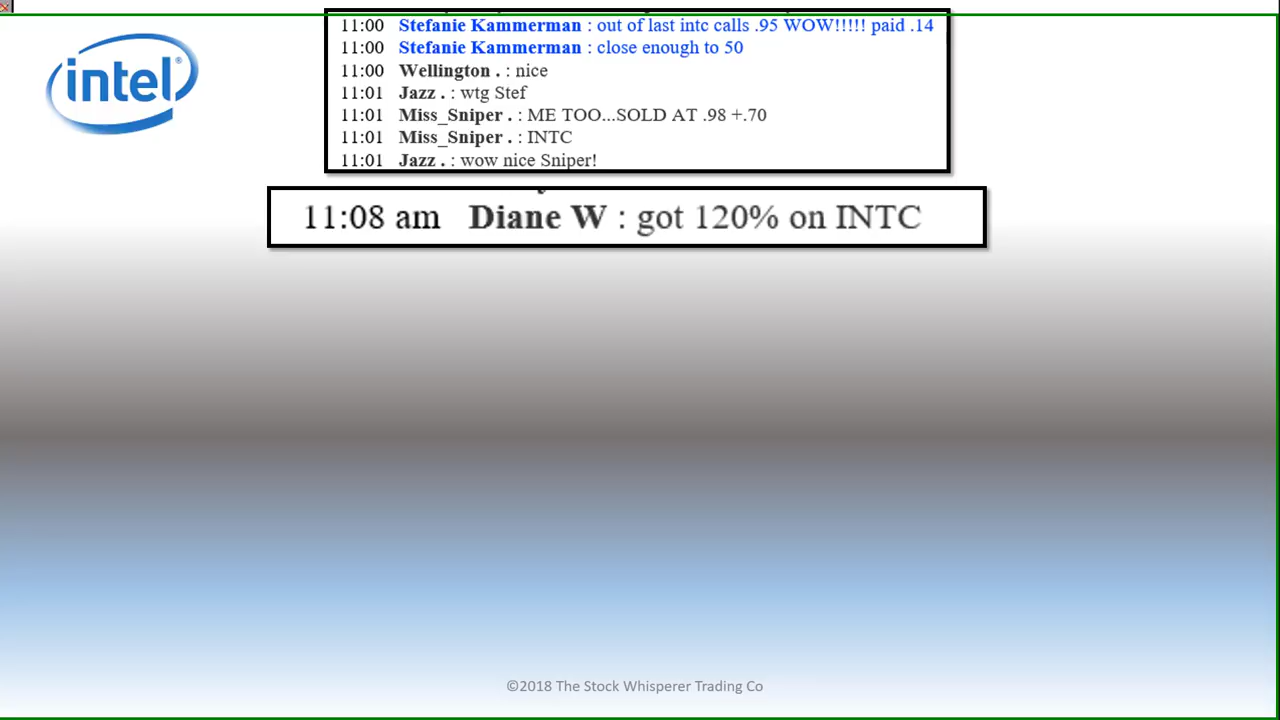 intel®
11:00 Stefanie Kammerman : out of last intc calls .95 WOW!!!!! paid .14
11:00 Stefanie Kammerman : close enough to 50
11:00 Wellington . : nice
11:01 Jazz . : wtg Stef
11:01 Miss_Sniper . : ME TOO...SOLD AT .98 +.70
11:01 Miss_Sniper . : INTC
11:01 Jazz . : wow nice Sniper!
11:08 am Diane W : got 120% on INTC
©2018 The Stock Whisperer Trading Co